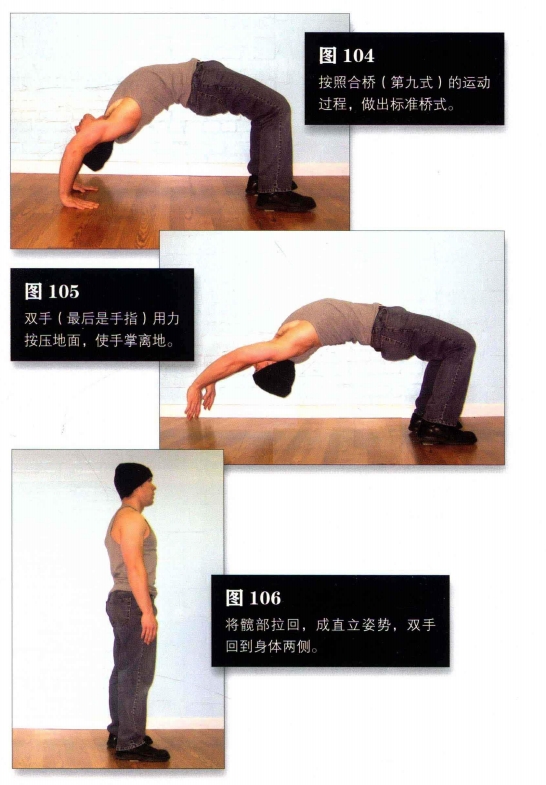 图 104
按照合桥（第九式）的运动
过程，做出标准桥式。
图 105
双手（最后是手指）用力
按压地面，使手掌离地。
图 106
将髋部拉回，成直立姿势，双手
回到身体两侧。